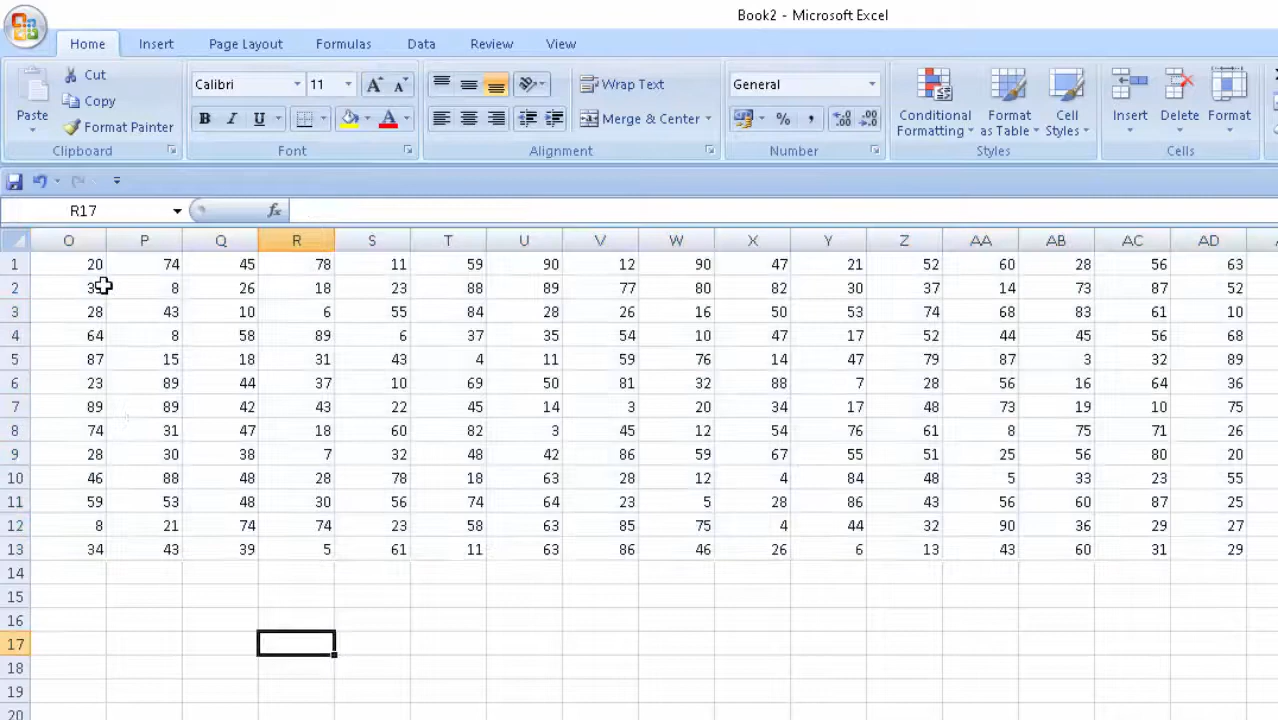 Book2 - Microsoft Excel
Home Insert Page Layout Formulas Data Review View
Cut
Copy
Format Painter
Paste
Calibri 11
B I U
A A A
Wrap Text
Merge & Center
General
% ,
Conditional Formatting
Format as Table
Cell Styles
Insert Delete Format
Clipboard Font Alignment Number Styles Cells
R17 fx
O P Q R S T U V W X Y Z AA AB AC AD
1 20 74 45 78 11 59 90 12 90 47 21 52 60 28 56 63
2 8 26 18 23 88 89 77 80 82 30 37 14 73 87 52
3 28 43 10 6 55 84 28 26 16 50 53 74 68 83 61 10
4 64 8 58 89 6 37 35 54 10 47 17 52 44 45 56 68
5 87 15 18 31 43 4 11 59 76 14 47 79 87 3 32 89
6 23 89 44 37 10 69 50 81 32 88 7 28 56 16 64 36
7 89 89 42 43 22 45 14 3 20 34 17 48 73 19 10 75
8 74 31 47 18 60 82 3 45 12 54 76 61 8 75 71 26
9 28 30 38 7 32 48 42 86 59 67 55 51 25 56 80 20
10 46 88 48 28 78 18 63 28 12 4 84 48 5 33 23 55
11 59 53 48 30 56 74 64 23 5 28 86 43 56 60 87 25
12 8 21 74 74 23 58 63 85 75 4 44 32 90 36 29 27
13 34 43 39 5 61 11 63 86 46 26 6 13 43 60 31 29
14
15
16
17
18
19
20